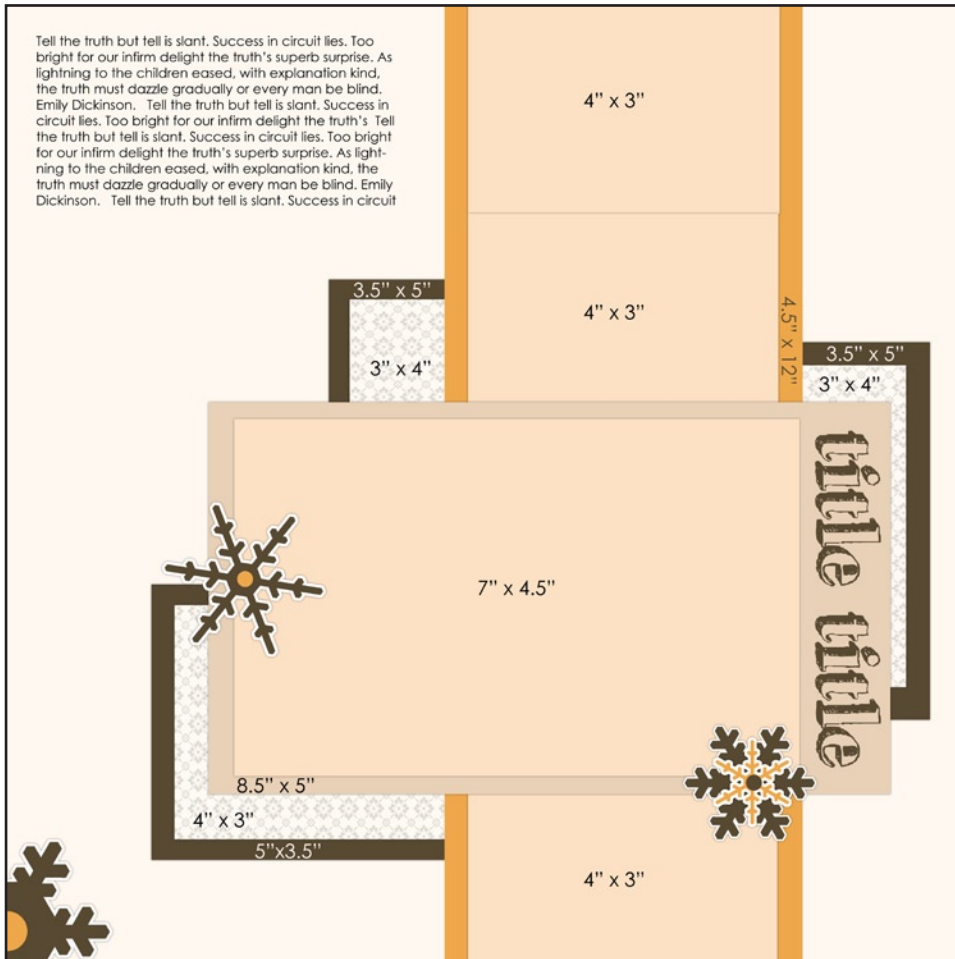 Tell the truth but tell is slant. Success in circuit lies. Too
bright for our infirm delight the truth's superb surprise. As
lightning to the children eased, with explanation kind,
the truth must dazzle gradually or every man be blind.
Emily Dickinson.   Tell the truth but tell is slant. Success in
circuit lies. Too bright for our infirm delight the truth's  Tell
the truth but tell is slant. Success in circuit lies. Too bright
for our infirm delight the truth's superb surprise. As light-
ning to the children eased, with explanation kind, the
truth must dazzle gradually or every man be blind. Emily
Dickinson.   Tell the truth but tell is slant. Success in circuit
4” x 3”
3.5” x 5”
4” x 3”
4.5” x 12”
3” x 4”
3.5” x 5”
3” x 4”
title title
7” x 4.5”
8.5” x 5”
4” x 3”
5”x3.5”
4” x 3”